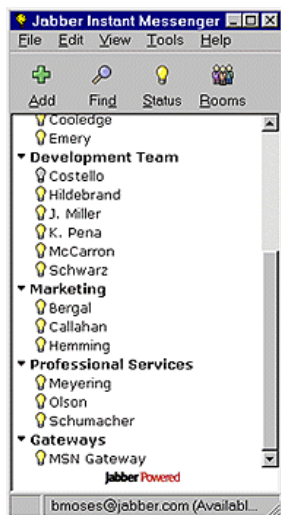 Jabber Instant Messenger
File Edit View Tools Help
Add Find Status Rooms
Cooledge
Emery
Development Team
Costello
Hildebrand
J. Miller
K. Pena
McCarron
Schwarz
Marketing
Bergal
Callahan
Hemming
Professional Services
Meyering
Olson
Schumacher
Gateways
MSN Gateway
Jabber Powered
bmoses@jabber.com (Availabl...